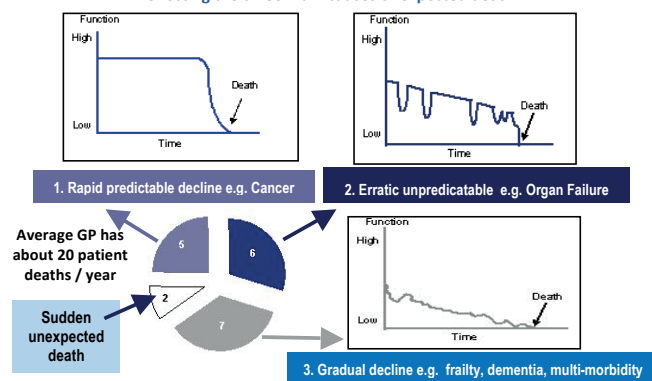 Function
High
Death
Low
Time
1. Rapid predictable decline e.g. Cancer
Function
High
Death
Low
Time
2. Erratic unpredicatable e.g. Organ Failure
Average GP has
about 20 patient
deaths / year
5
6
2
7
Sudden
unexpected
death
Function
High
Death
Low
Time
3. Gradual decline e.g. frailty, dementia, multi-morbidity